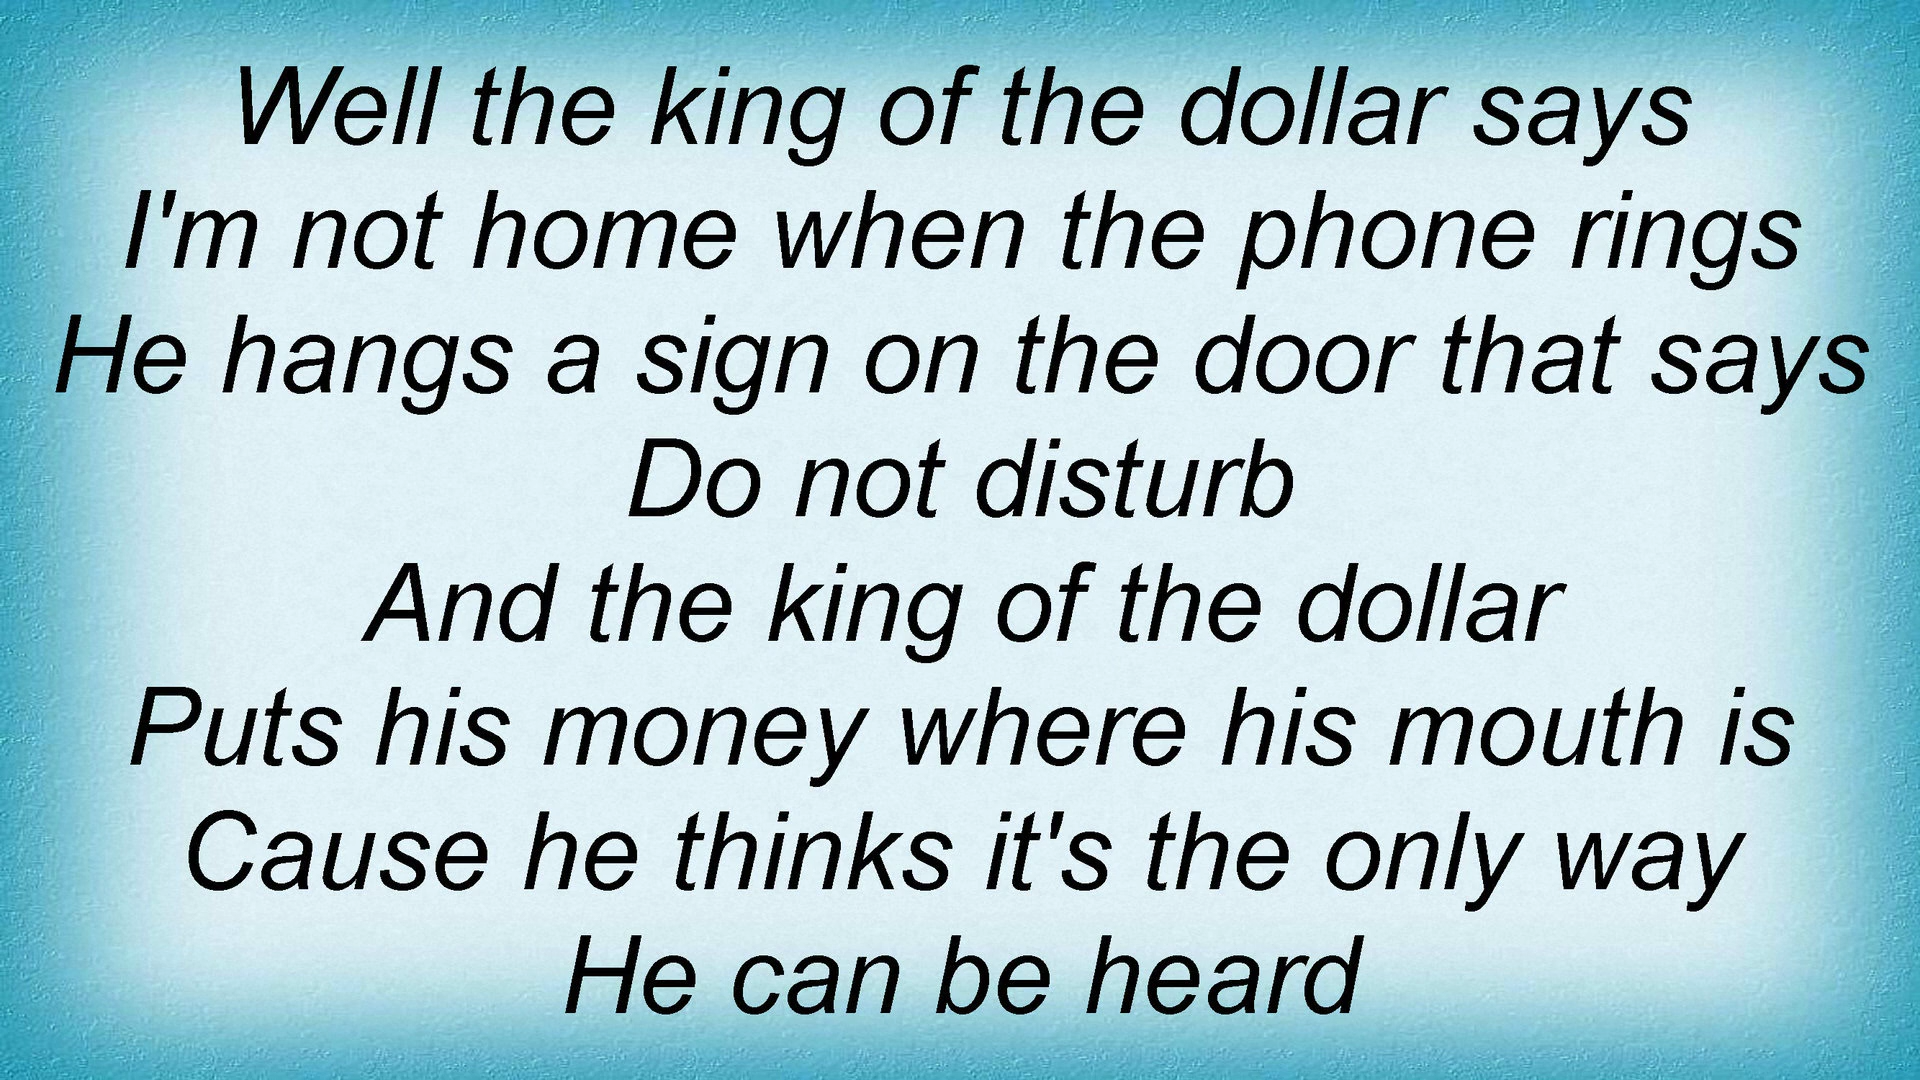 Well the king of the dollar says
I'm not home when the phone rings
He hangs a sign on the door that says
Do not disturb
And the king of the dollar
Puts his money where his mouth is
Cause he thinks it's the only way
He can be heard